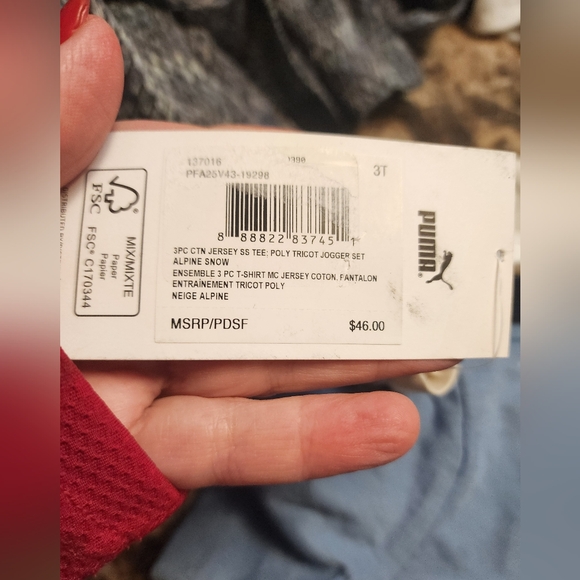 137016 1390
PFA25V43-19298
3T
8 88822 83745 1
3PC CTN JERSEY SS TEE; POLY TRICOT JOGGER SET
ALPINE SNOW
ENSEMBLE 3 PC T-SHIRT MC JERSEY COTON, FANTALON
ENTRAÎNEMENT TRICOT POLY
NEIGE ALPINE
MSRP/PDSF $46.00
PUMA
FSC
MIX/MIXTE
Paper
Papier
FSC® C170344